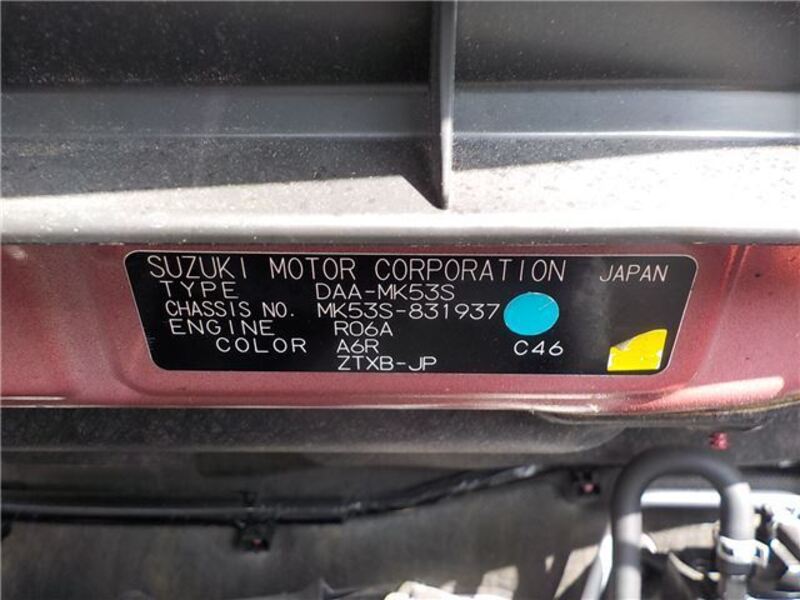 SUZUKI MOTOR CORPORATION JAPAN
TYPE DAA-MK53S
CHASSIS NO. MK53S-831937
ENGINE R06A
COLOR A6R C46
ZTXB-JP